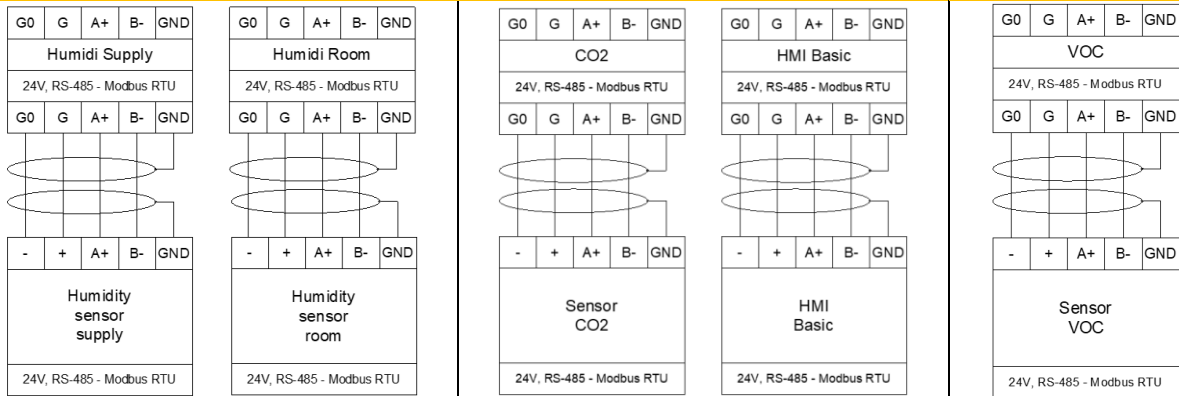 G0 G A+ B- GND
Humidi Supply
24V, RS-485 - Modbus RTU
G0 G A+ B- GND
- + A+ B- GND
Humidity
sensor
supply
24V, RS-485 - Modbus RTU
G0 G A+ B- GND
Humidi Room
24V, RS-485 - Modbus RTU
G0 G A+ B- GND
- + A+ B- GND
Humidity
sensor
room
24V, RS-485 - Modbus RTU
G0 G A+ B- GND
CO2
24V, RS-485 - Modbus RTU
G0 G A+ B- GND
- + A+ B- GND
Sensor
CO2
24V, RS-485 - Modbus RTU
G0 G A+ B- GND
HMI Basic
24V, RS-485 - Modbus RTU
G0 G A+ B- GND
- + A+ B- GND
HMI
Basic
24V, RS-485 - Modbus RTU
G0 G A+ B- GND
VOC
24V, RS-485 - Modbus RTU
G0 G A+ B- GND
- + A+ B- GND
Sensor
VOC
24V, RS-485 - Modbus RTU